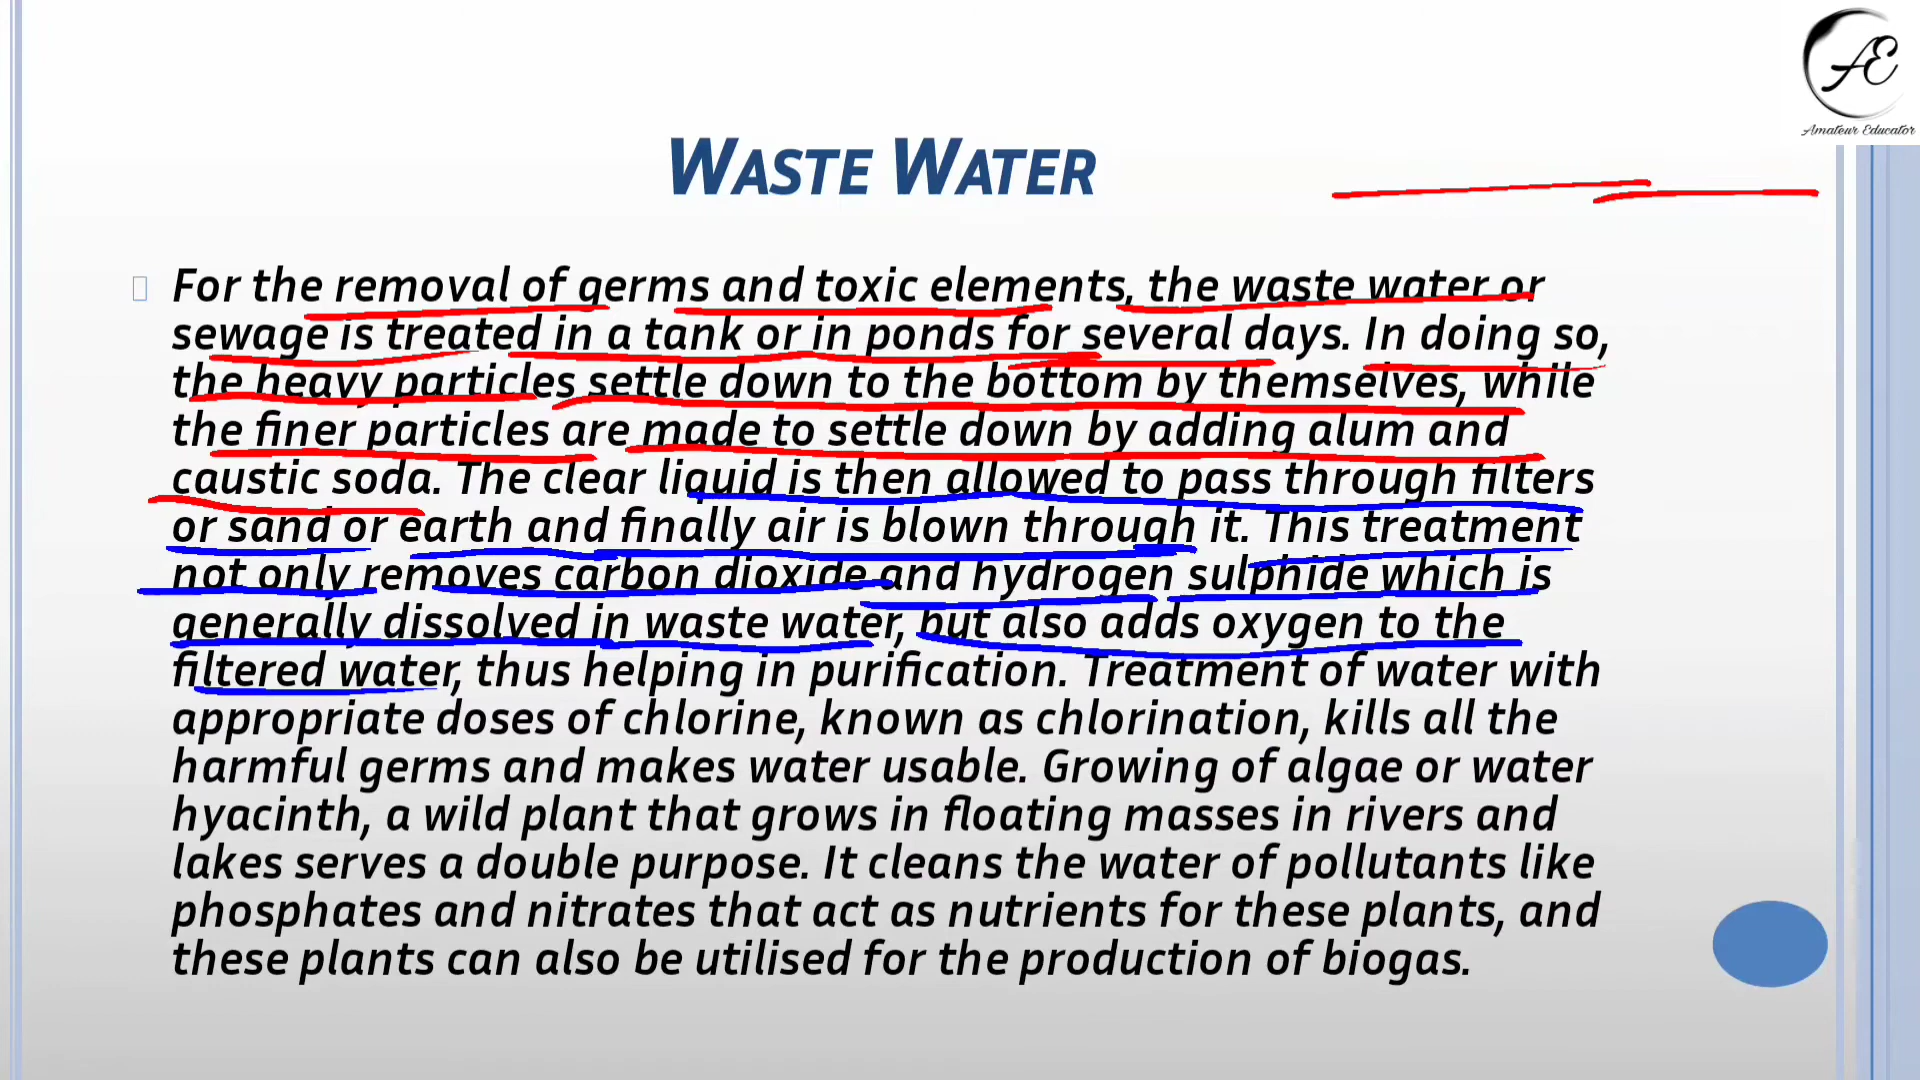 AE
Amateur Educator
WASTE WATER
For the removal of germs and toxic elements, the waste water or
sewage is treated in a tank or in ponds for several days. In doing so,
the heavy particles settle down to the bottom by themselves, while
the finer particles are made to settle down by adding alum and
caustic soda. The clear liquid is then allowed to pass through filters
or sand or earth and finally air is blown through it. This treatment
not only removes carbon dioxide and hydrogen sulphide which is
generally dissolved in waste water, but also adds oxygen to the
filtered water, thus helping in purification. Treatment of water with
appropriate doses of chlorine, known as chlorination, kills all the
harmful germs and makes water usable. Growing of algae or water
hyacinth, a wild plant that grows in floating masses in rivers and
lakes serves a double purpose. It cleans the water of pollutants like
phosphates and nitrates that act as nutrients for these plants, and
these plants can also be utilised for the production of biogas.